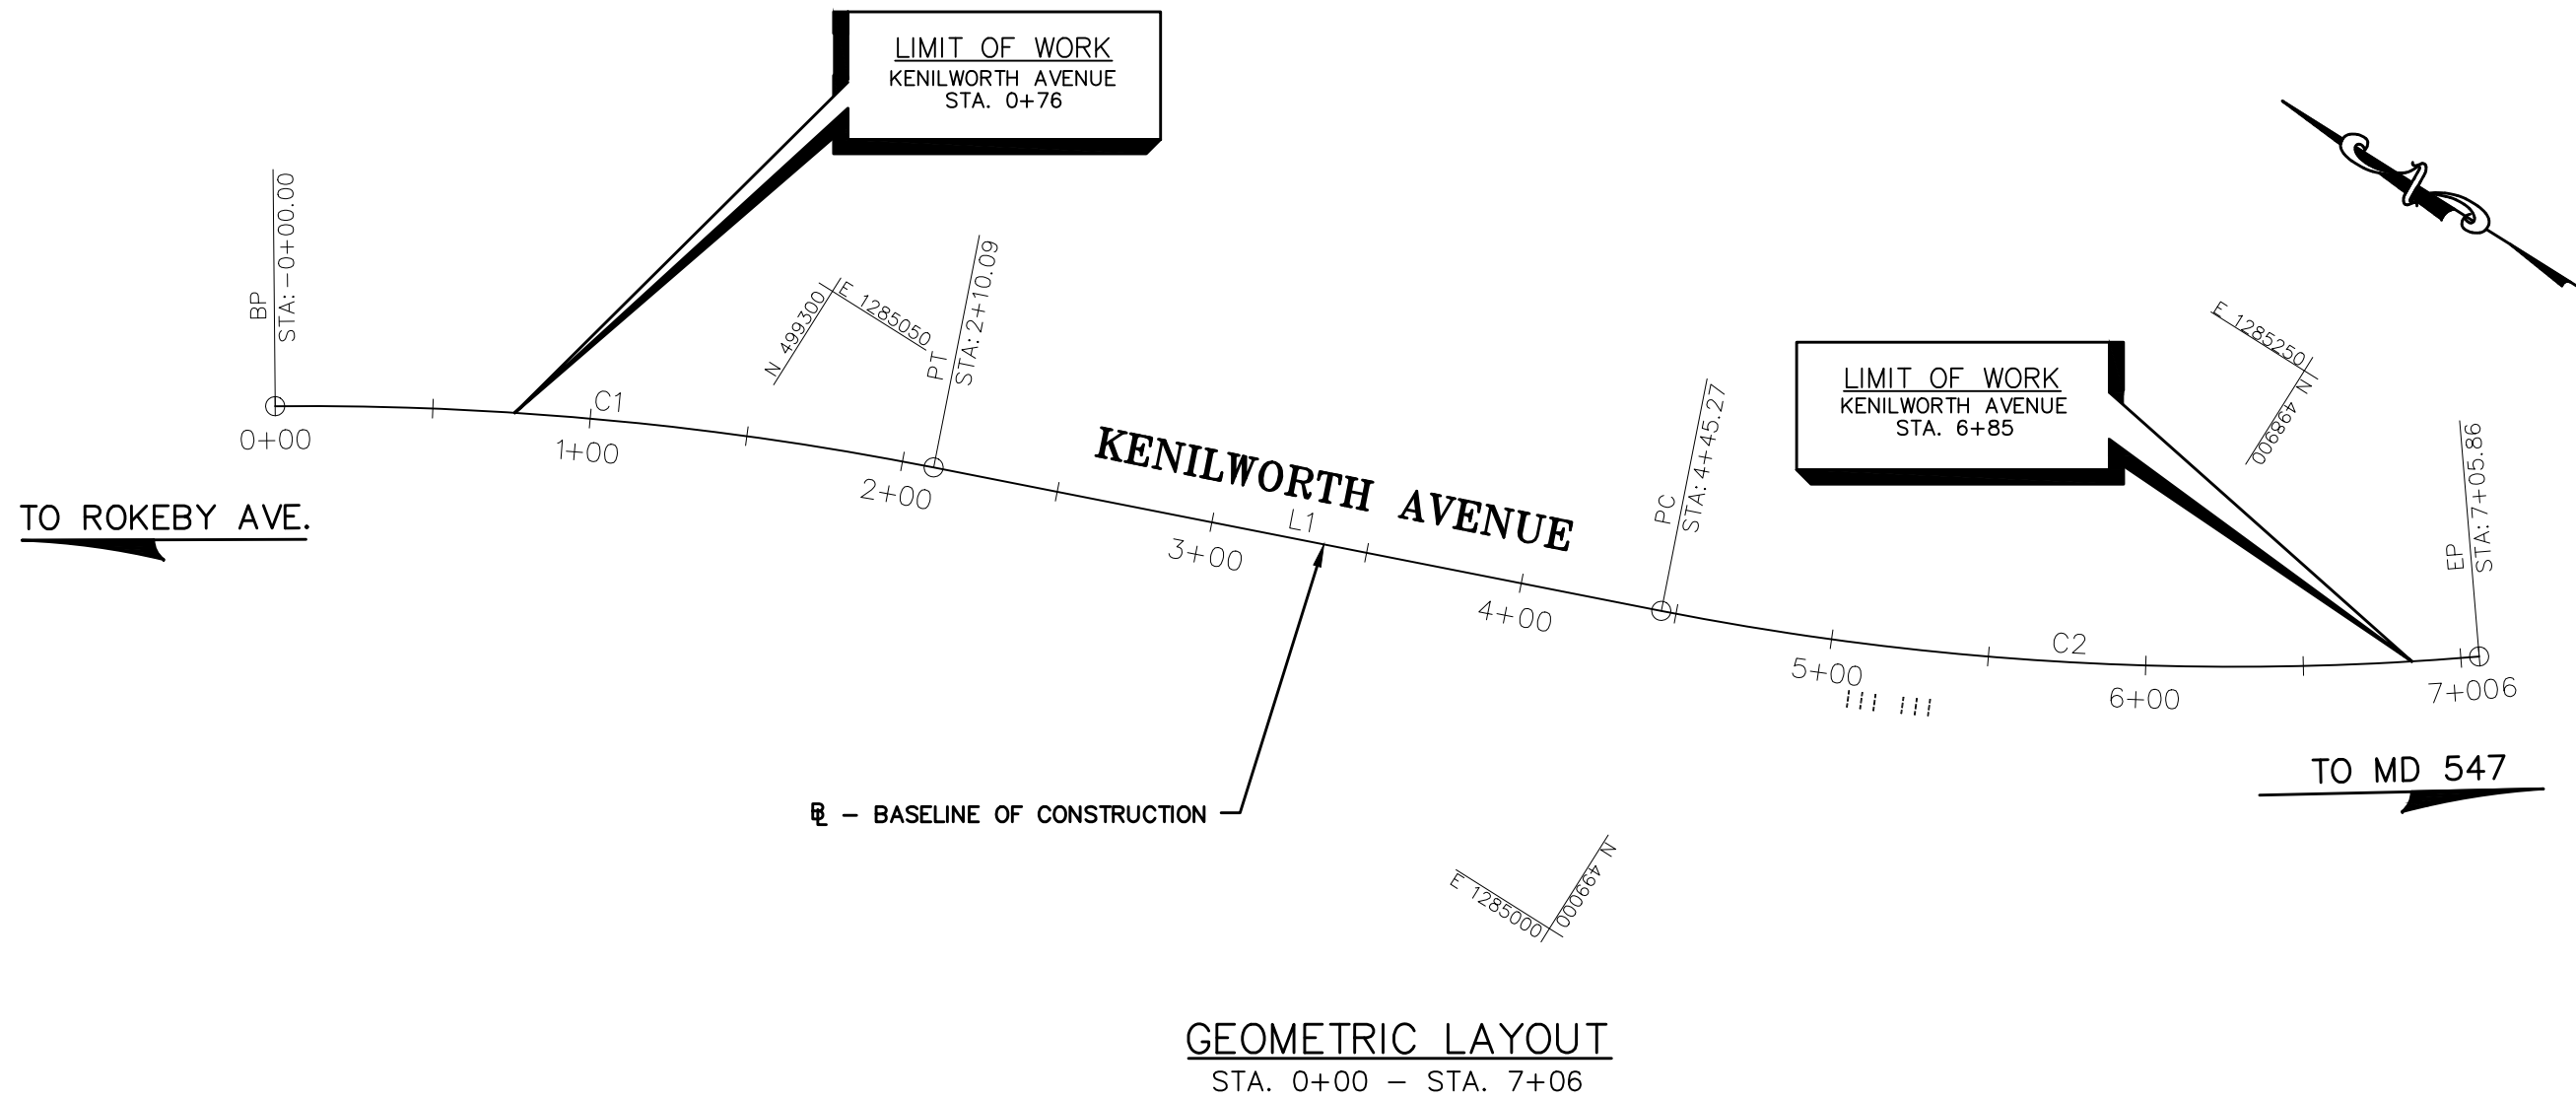 LIMIT OF WORK
KENILWORTH AVENUE
STA. 0+76
BP
STA:-0+00.00
N 499300
E 1285050
PT
STA:2+10.09
E 1285250
N 498900
LIMIT OF WORK
KENILWORTH AVENUE
STA. 6+85
PC
STA:4+45.27
EP
STA:7+05.86
C1
0+00
1+00
2+00
KENILWORTH AVENUE
L1
3+00
4+00
TO ROKEBY AVE.
C2
5+00
6+00
7+006
TO MD 547
BL - BASELINE OF CONSTRUCTION
E 1285000
N 499000
GEOMETRIC LAYOUT
STA. 0+00 - STA. 7+06